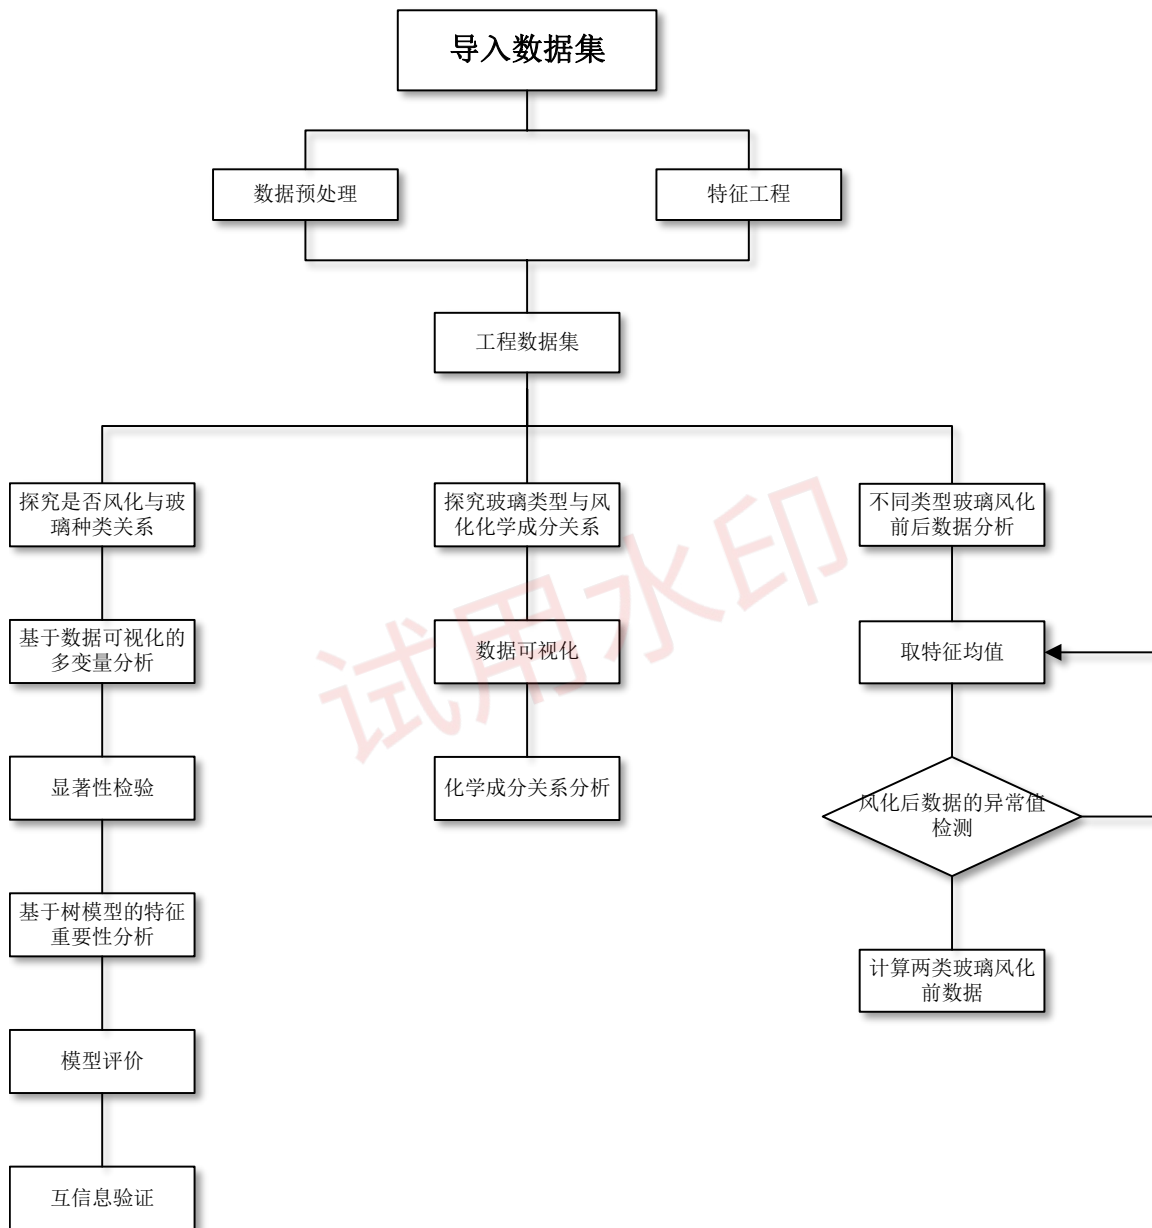 导入数据集
数据预处理
特征工程
工程数据集
探究是否风化与玻
璃种类关系
探究玻璃类型与风
化化学成分关系
不同类型玻璃风化
前后数据分析
基于数据可视化的
多变量分析
数据可视化
取特征均值
显著性检验
化学成分关系分析
风化后数据的异常值
检测
基于树模型的特征
重要性分析
计算两类玻璃风化
前数据
模型评价
互信息验证
试用水印